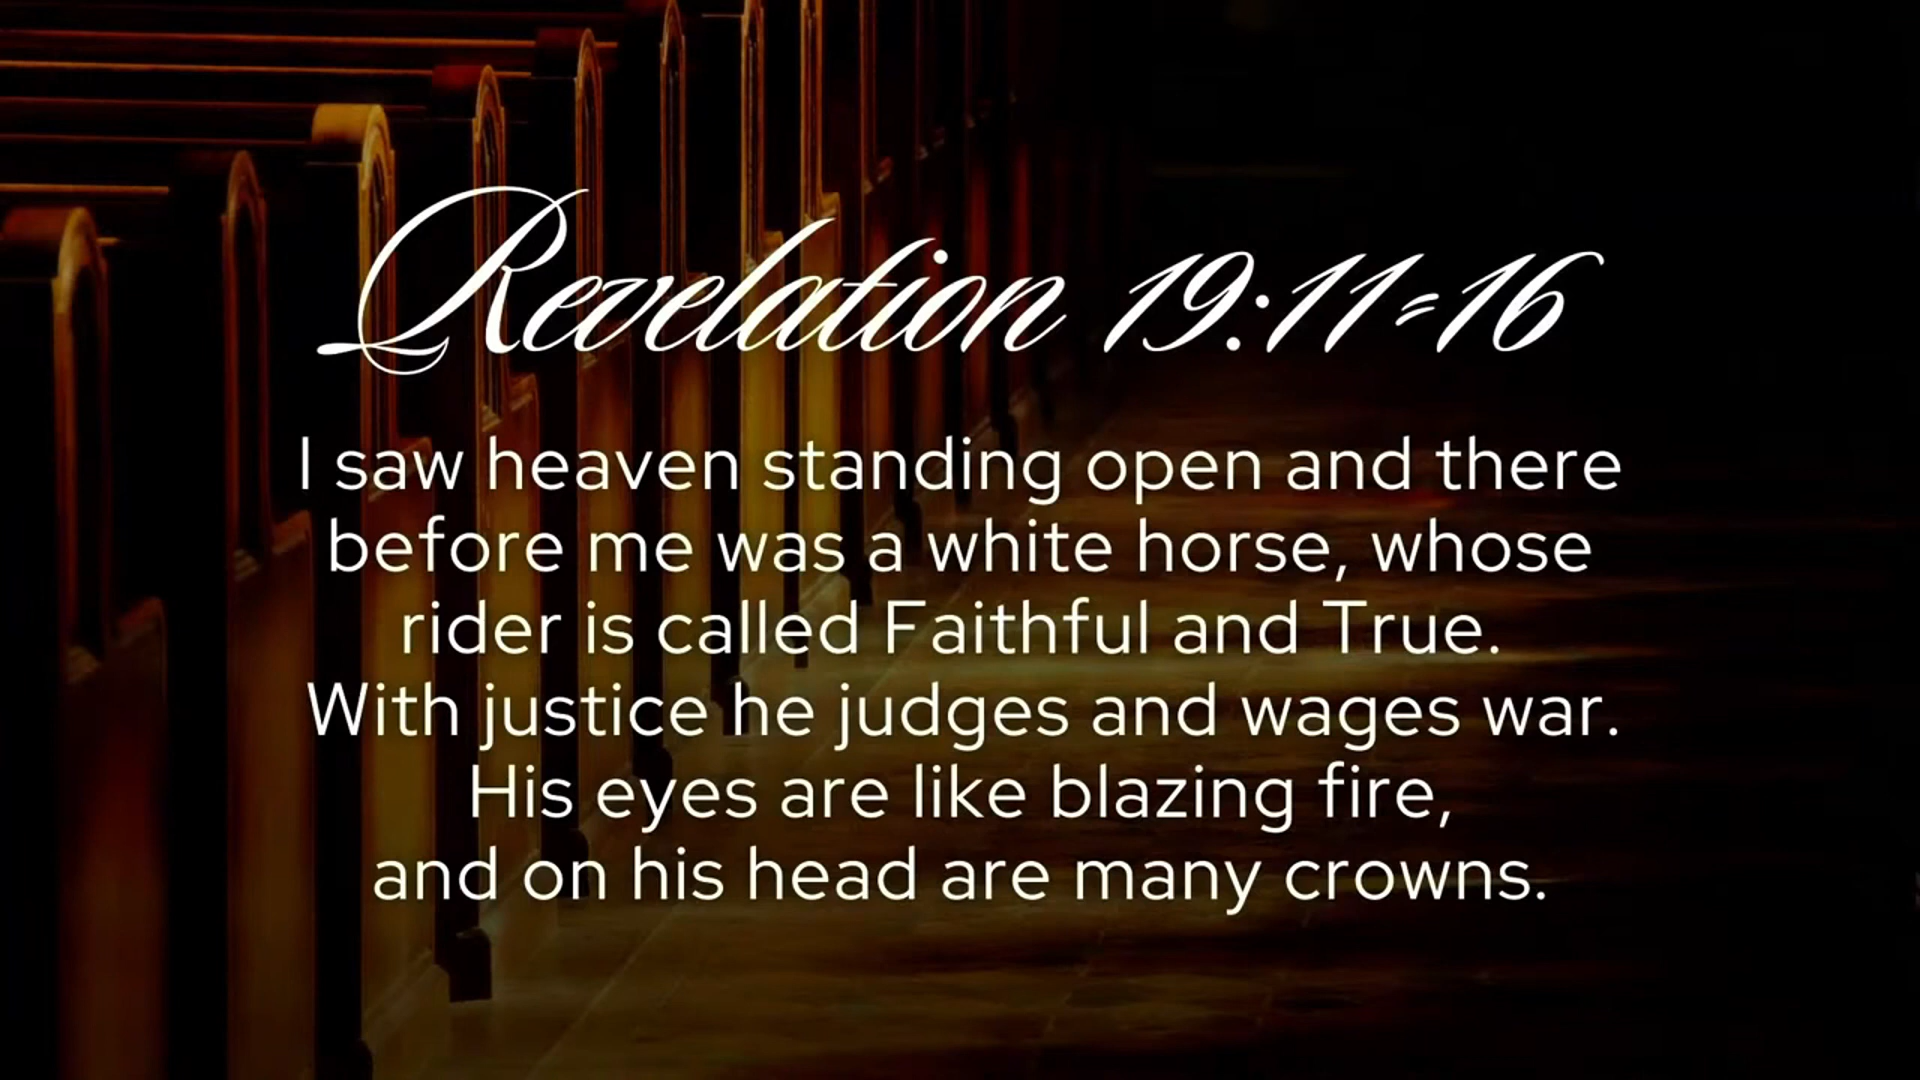 Revelation 19:11-16
I saw heaven standing open and there
before me was a white horse, whose
rider is called Faithful and True.
With justice he judges and wages war.
His eyes are like blazing fire,
and on his head are many crowns.